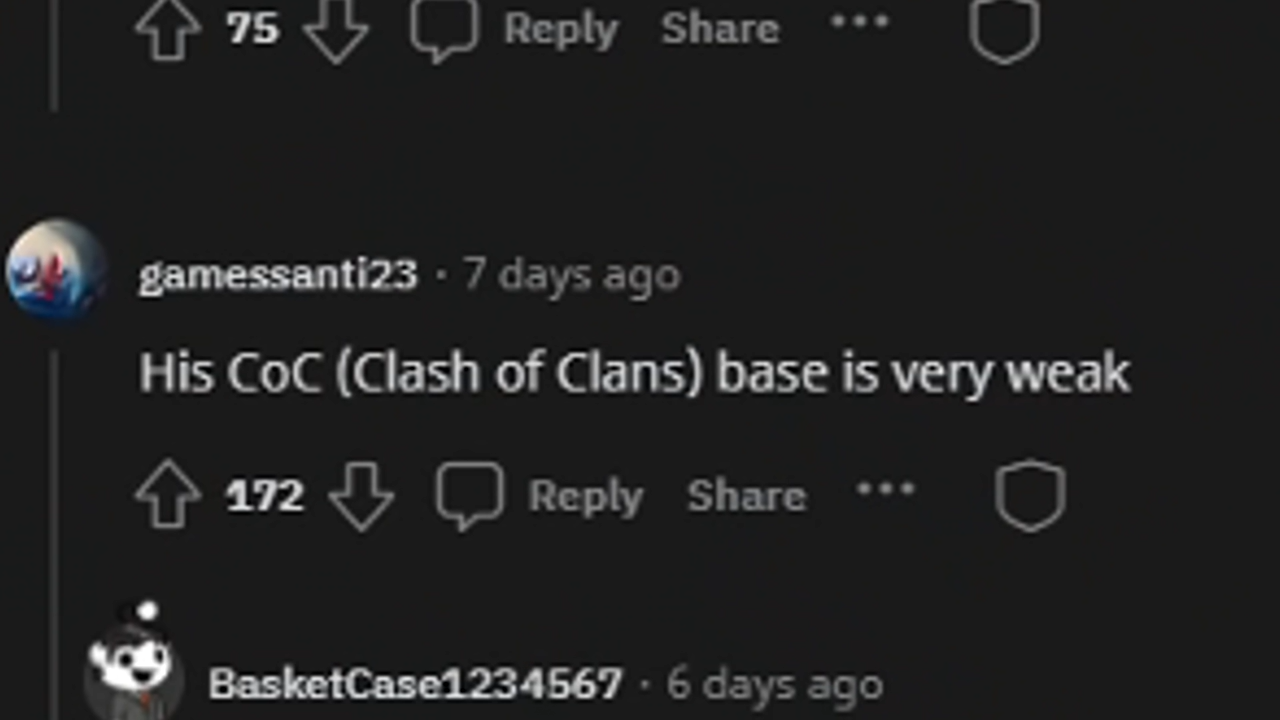 75 Reply Share ...
gamessanti23 · 7 days ago
His CoC (Clash of Clans) base is very weak
172 Reply Share ...
BasketCase1234567 · 6 days ago